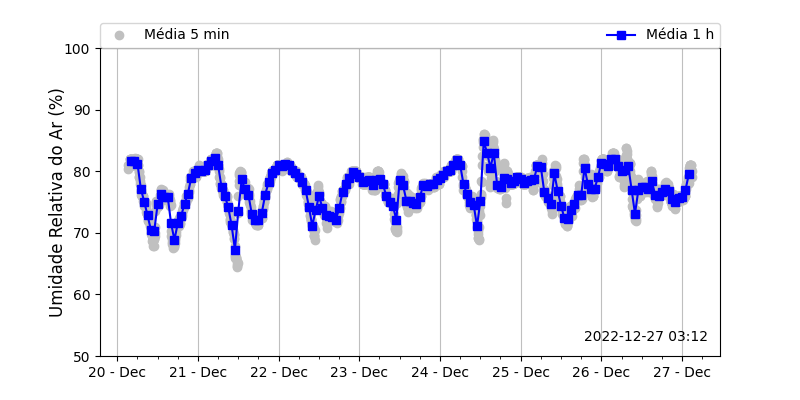 Média 5 min Média 1 h
100
90
80
70
60
50
Umidade Relativa do Ar (%)
2022-12-27 03:12
20 - Dec 21 - Dec 22 - Dec 23 - Dec 24 - Dec 25 - Dec 26 - Dec 27 - Dec